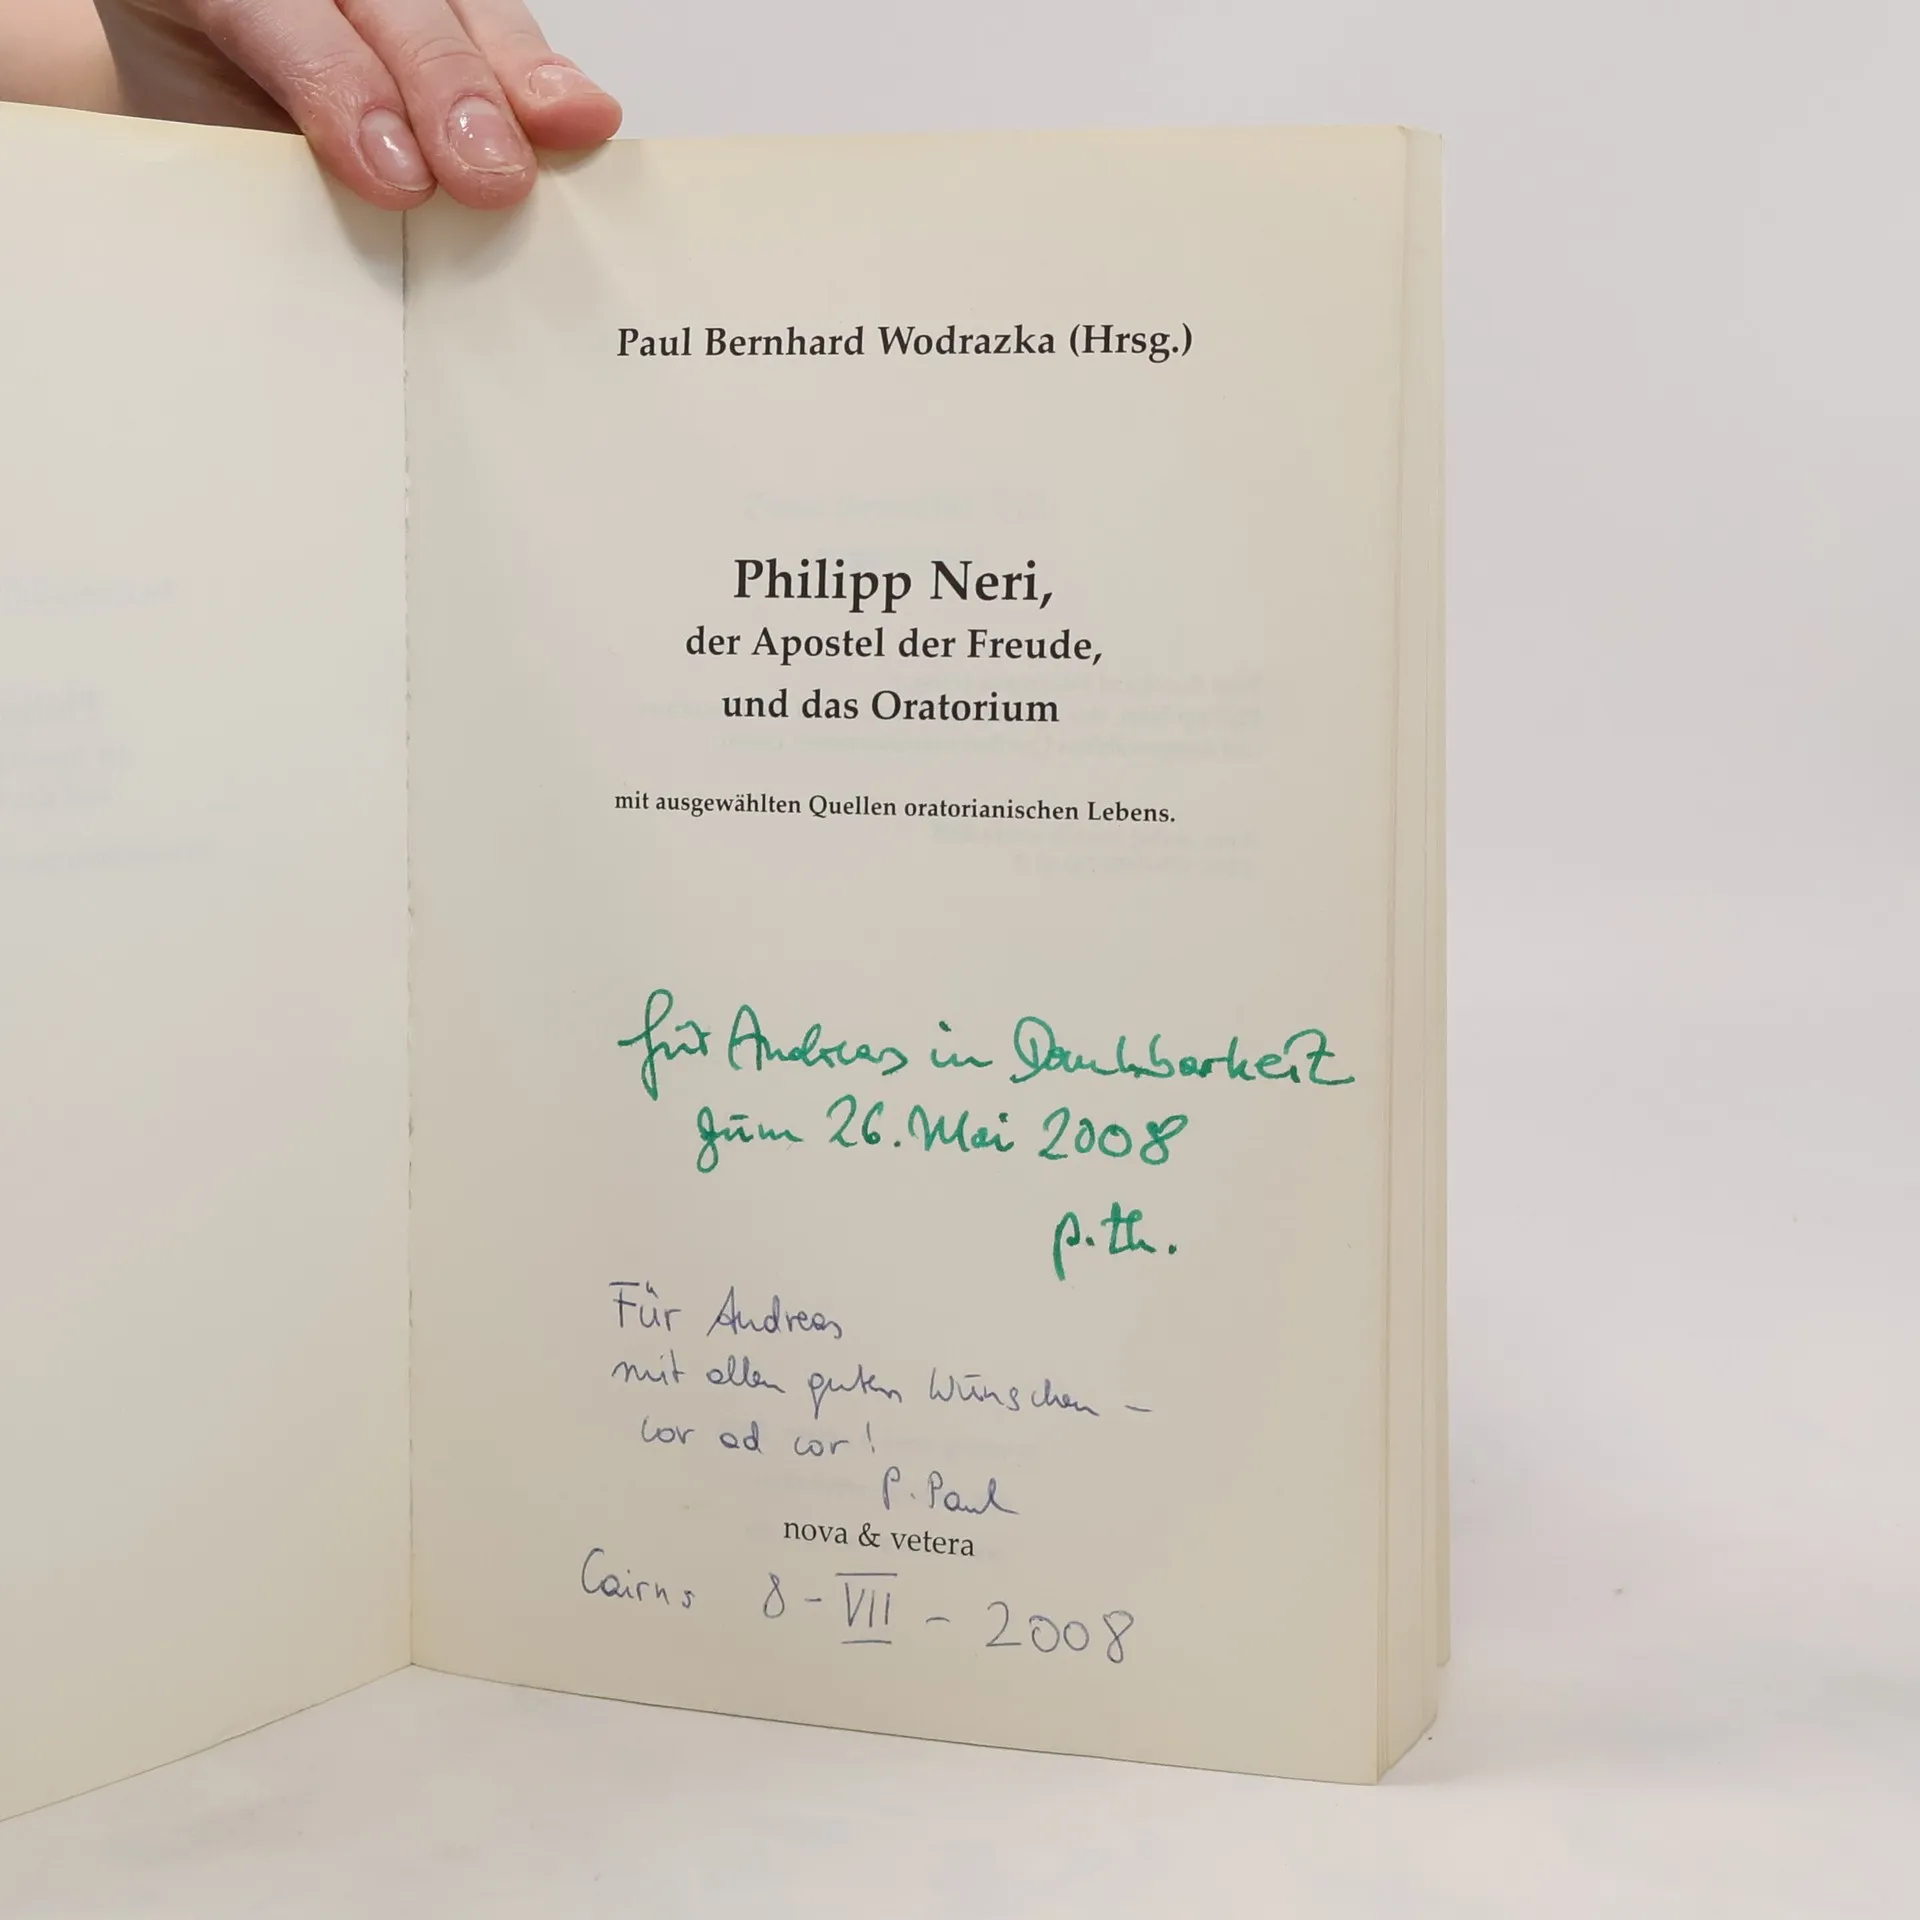 Paul Bernhard Wodrazka (Hrsg.)
Philipp Neri,
der Apostel der Freude,
und das Oratorium
mit ausgewählten Quellen oratorianischen Lebens.
für Andreas in Dankbarkeit
zum 26. Mai 2008
p. th.
Für Andreas
mit allen guten Wünschen –
cor ad cor!
P. Paul
nova & vetera
Cairns 8 - VII - 2008